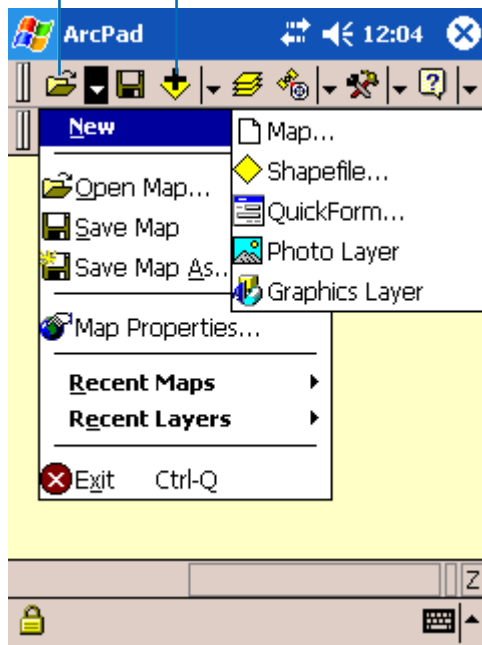 ArcPad 12:04
New
Open Map...
Save Map
Save Map As..
Map Properties...
Recent Maps
Recent Layers
Exit Ctrl-Q
Map...
Shapefile...
QuickForm...
Photo Layer
Graphics Layer
Z